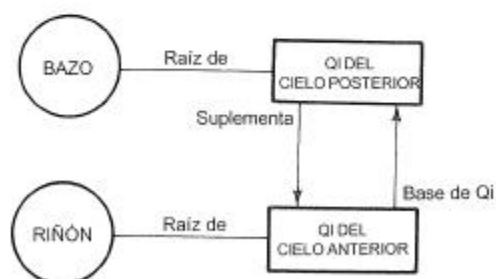 BAZO
Raíz de
QI DEL
CIELO POSTERIOR
Suplementa
Base de Qi
RIÑÓN
Raíz de
QI DEL
CIELO ANTERIOR